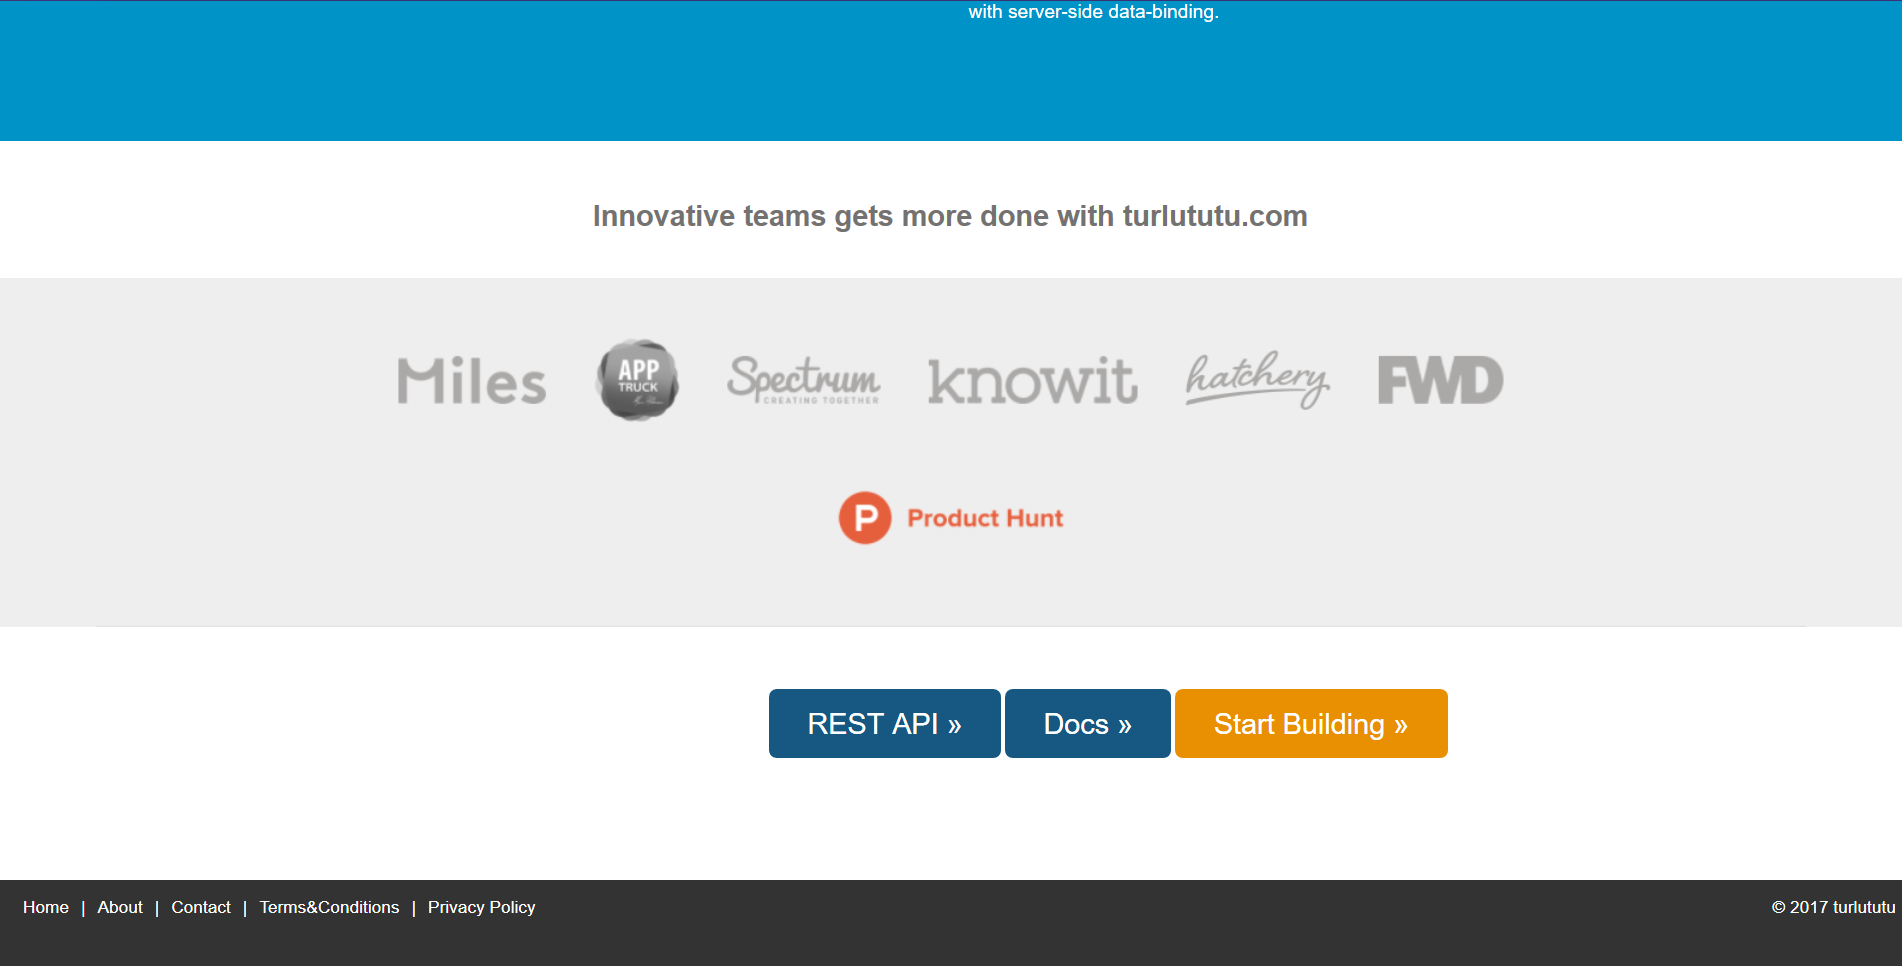 with server-side data-binding.
Innovative teams gets more done with turlututu.com
Miles
APP
TRUCK
Spectrum
CREATING TOGETHER
knowit
hatchery
FWD
P Product Hunt
REST API » Docs » Start Building »
Home | About | Contact | Terms&Conditions | Privacy Policy © 2017 turlututu